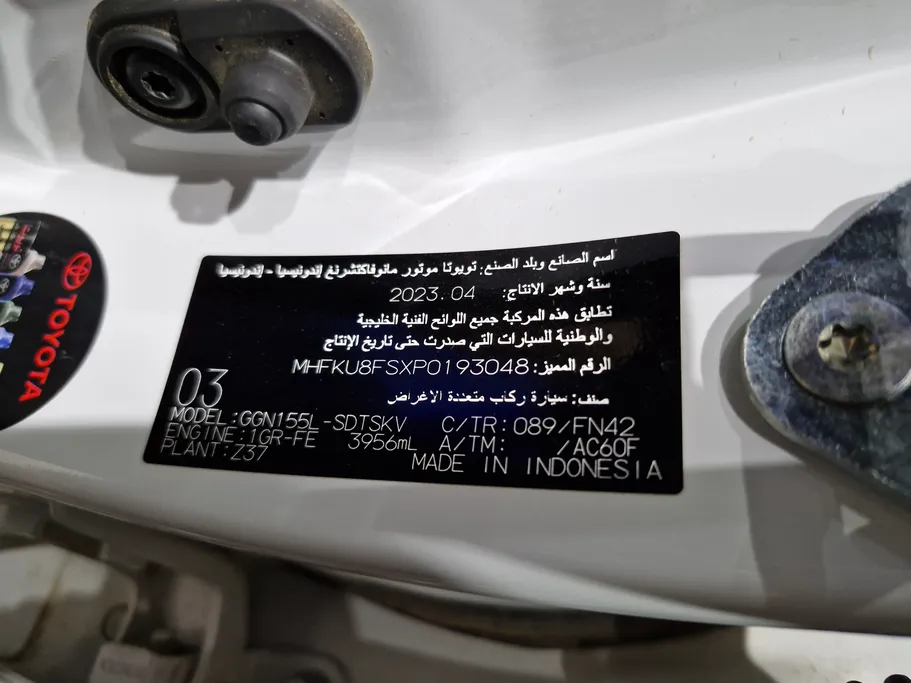 اسم الصانع وبلد الصنع: تويوتا موتور مانوفاكتشرنغ إندونيسيا - إندونيسيا
سنة وشهر الانتاج: 2023.04
تطابق هذه المركبة جميع اللوائح الفنية الخليجية
والوطنية للسيارات التي صدرت حتى تاريخ الإنتاج
الرقم المميز: MHFKU8FSXP0193048
صنف: سيارة ركاب متعددة الاغراض
03
MODEL:GGN155L-SDTSKV C/TR:089/FN42
ENGINE:1GR-FE 3956mL A/TM: /AC60F
PLANT:Z37 MADE IN INDONESIA
TOYOTA